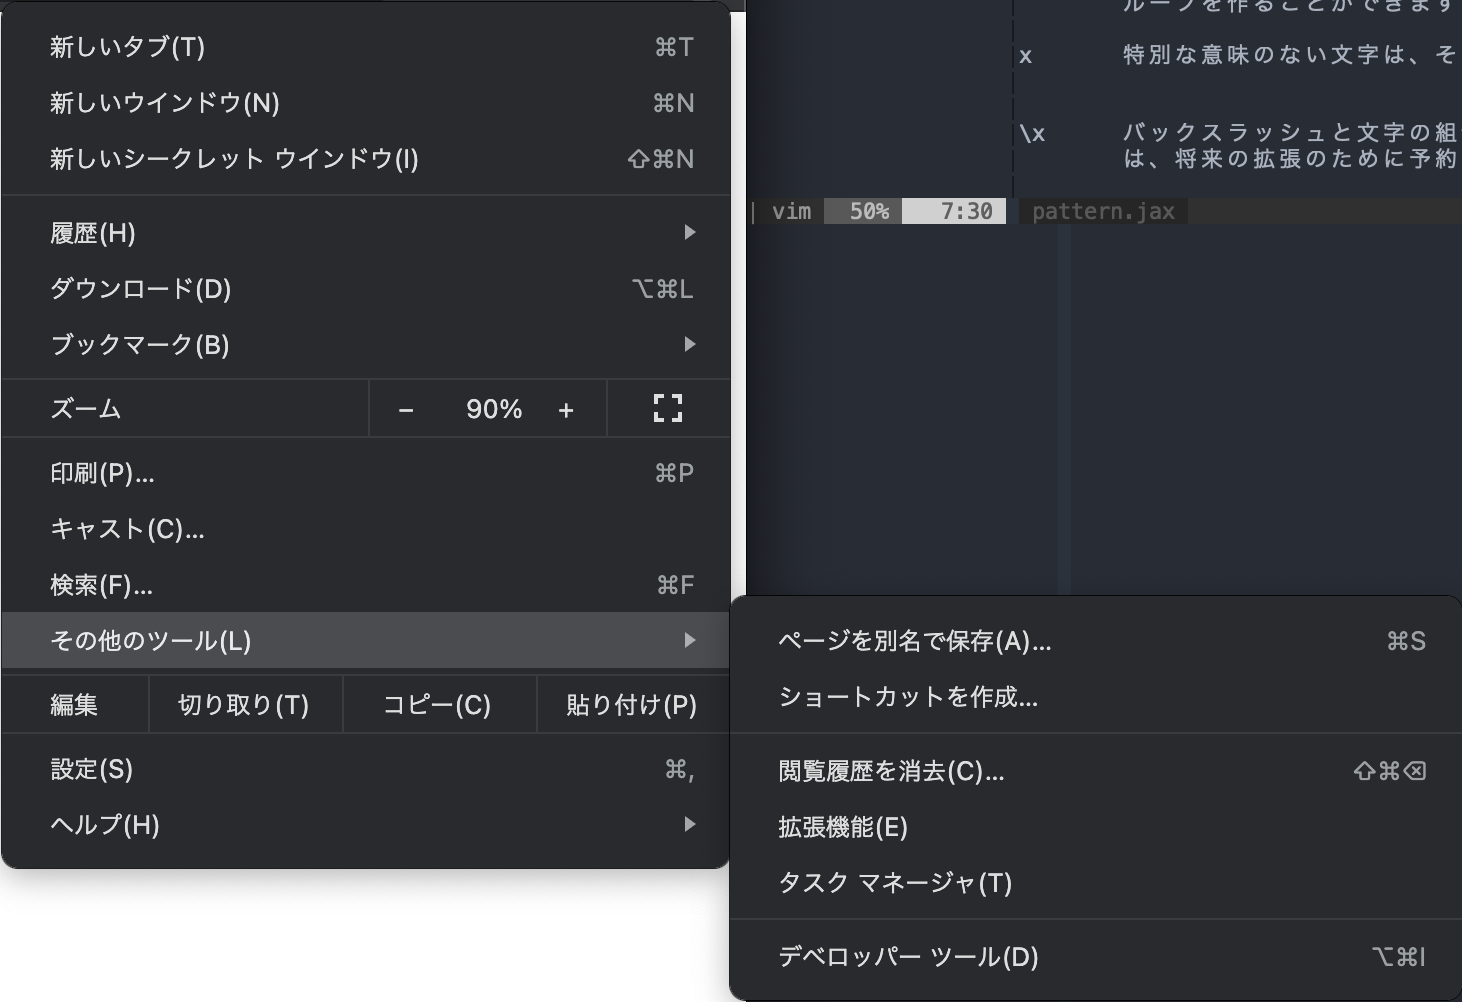 新しいタブ(T) ⌘T
新しいウインドウ(N) ⌘N
新しいシークレット ウインドウ(I) ⇧⌘N
履歴(H)
ダウンロード(D) ⌥⌘L
ブックマーク(B)
ズーム − 90% +
印刷(P)... ⌘P
キャスト(C)...
検索(F)... ⌘F
その他のツール(L)
編集 切り取り(T) コピー(C) 貼り付け(P)
設定(S) ⌘,
ヘルプ(H)
ループを作ることができます
x 特別な意味のない文字は、そ
\x バックスラッシュと文字の組
は、将来の拡張のために予約
vim 50% 7:30 pattern.jax
ページを別名で保存(A)... ⌘S
ショートカットを作成...
閲覧履歴を消去(C)... ⇧⌘⌫
拡張機能(E)
タスク マネージャ(T)
デベロッパー ツール(D) ⌥⌘I